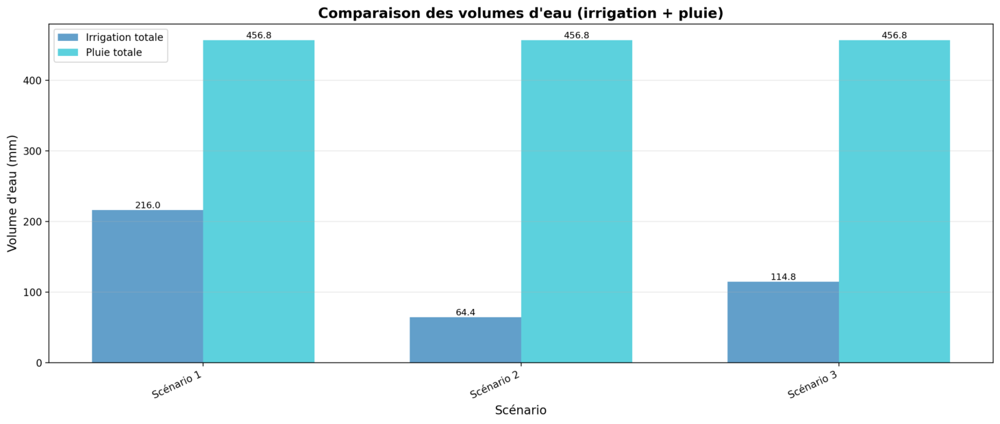 Comparaison des volumes d'eau (irrigation + pluie)
Irrigation totale
Pluie totale
456.8
456.8
456.8
216.0
64.4
114.8
Volume d'eau (mm)
400
300
200
100
0
Scénario 1
Scénario 2
Scénario 3
Scénario